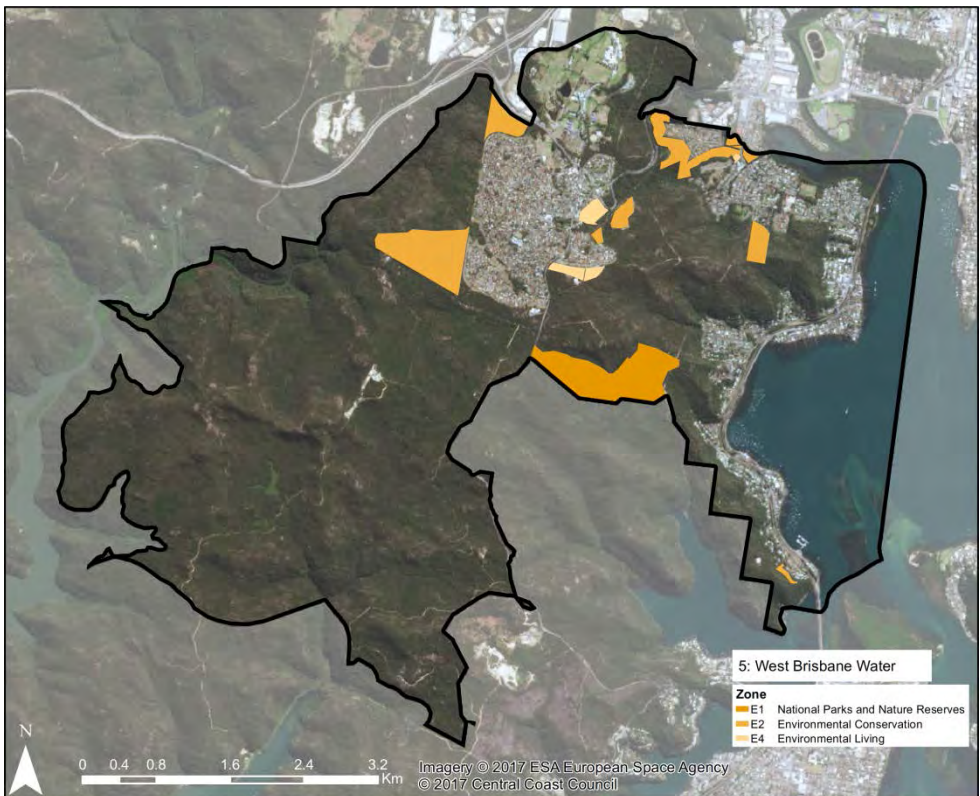 5: West Brisbane Water
Zone
E1 National Parks and Nature Reserves
E2 Environmental Conservation
E4 Environmental Living
N
0 0.4 0.8 1.6 2.4 3.2
Km
Imagery © 2017 ESA European Space Agency
© 2017 Central Coast Council